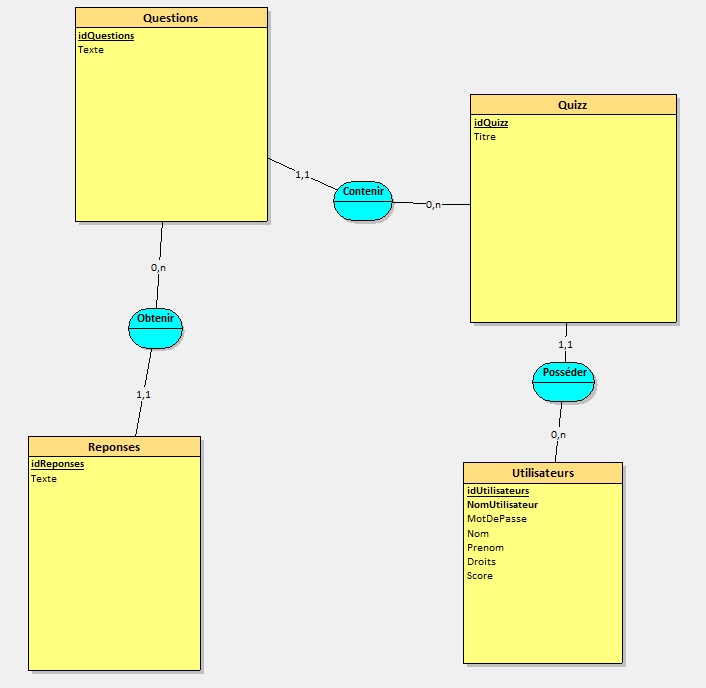 Questions
idQuestions
Texte
Quizz
idQuizz
Titre
1,1
Contenir
0,n
0,n
Obtenir
1,1
1,1
Posséder
0,n
Reponses
idReponses
Texte
Utilisateurs
idUtilisateurs
NomUtilisateur
MotDePasse
Nom
Prenom
Droits
Score